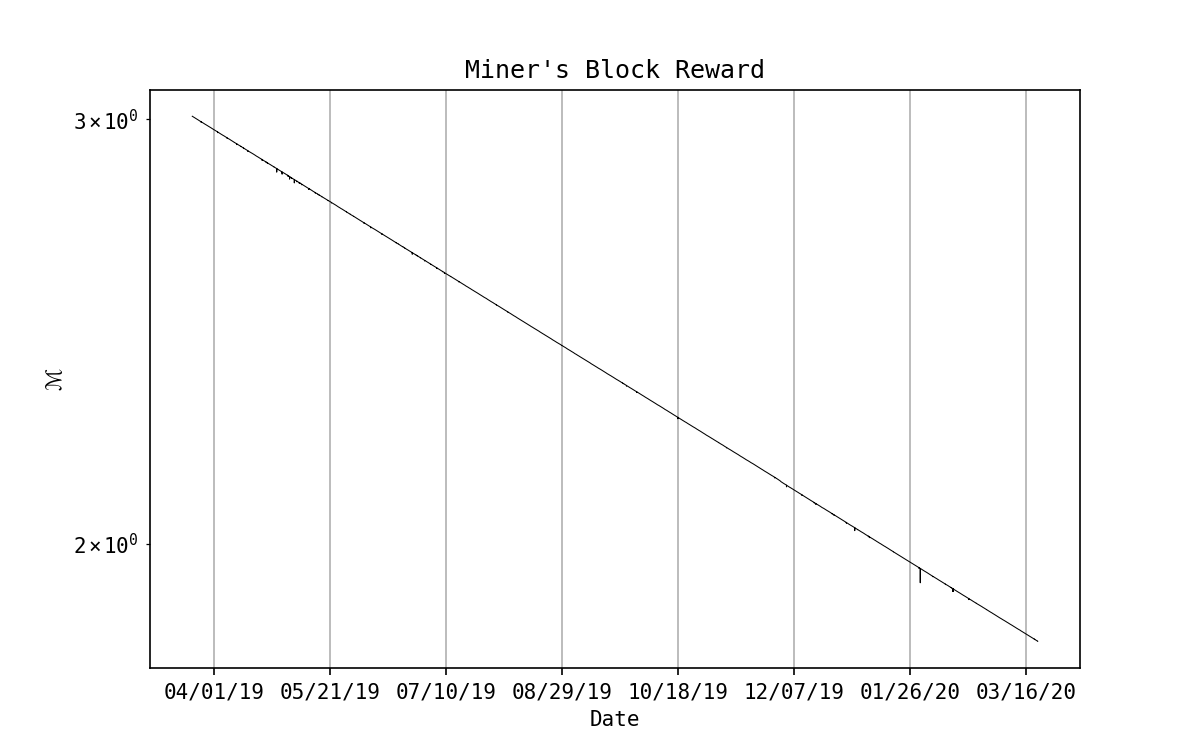 Miner's Block Reward
3×10⁰
ℳ
2×10⁰
04/01/19 05/21/19 07/10/19 08/29/19 10/18/19 12/07/19 01/26/20 03/16/20
Date